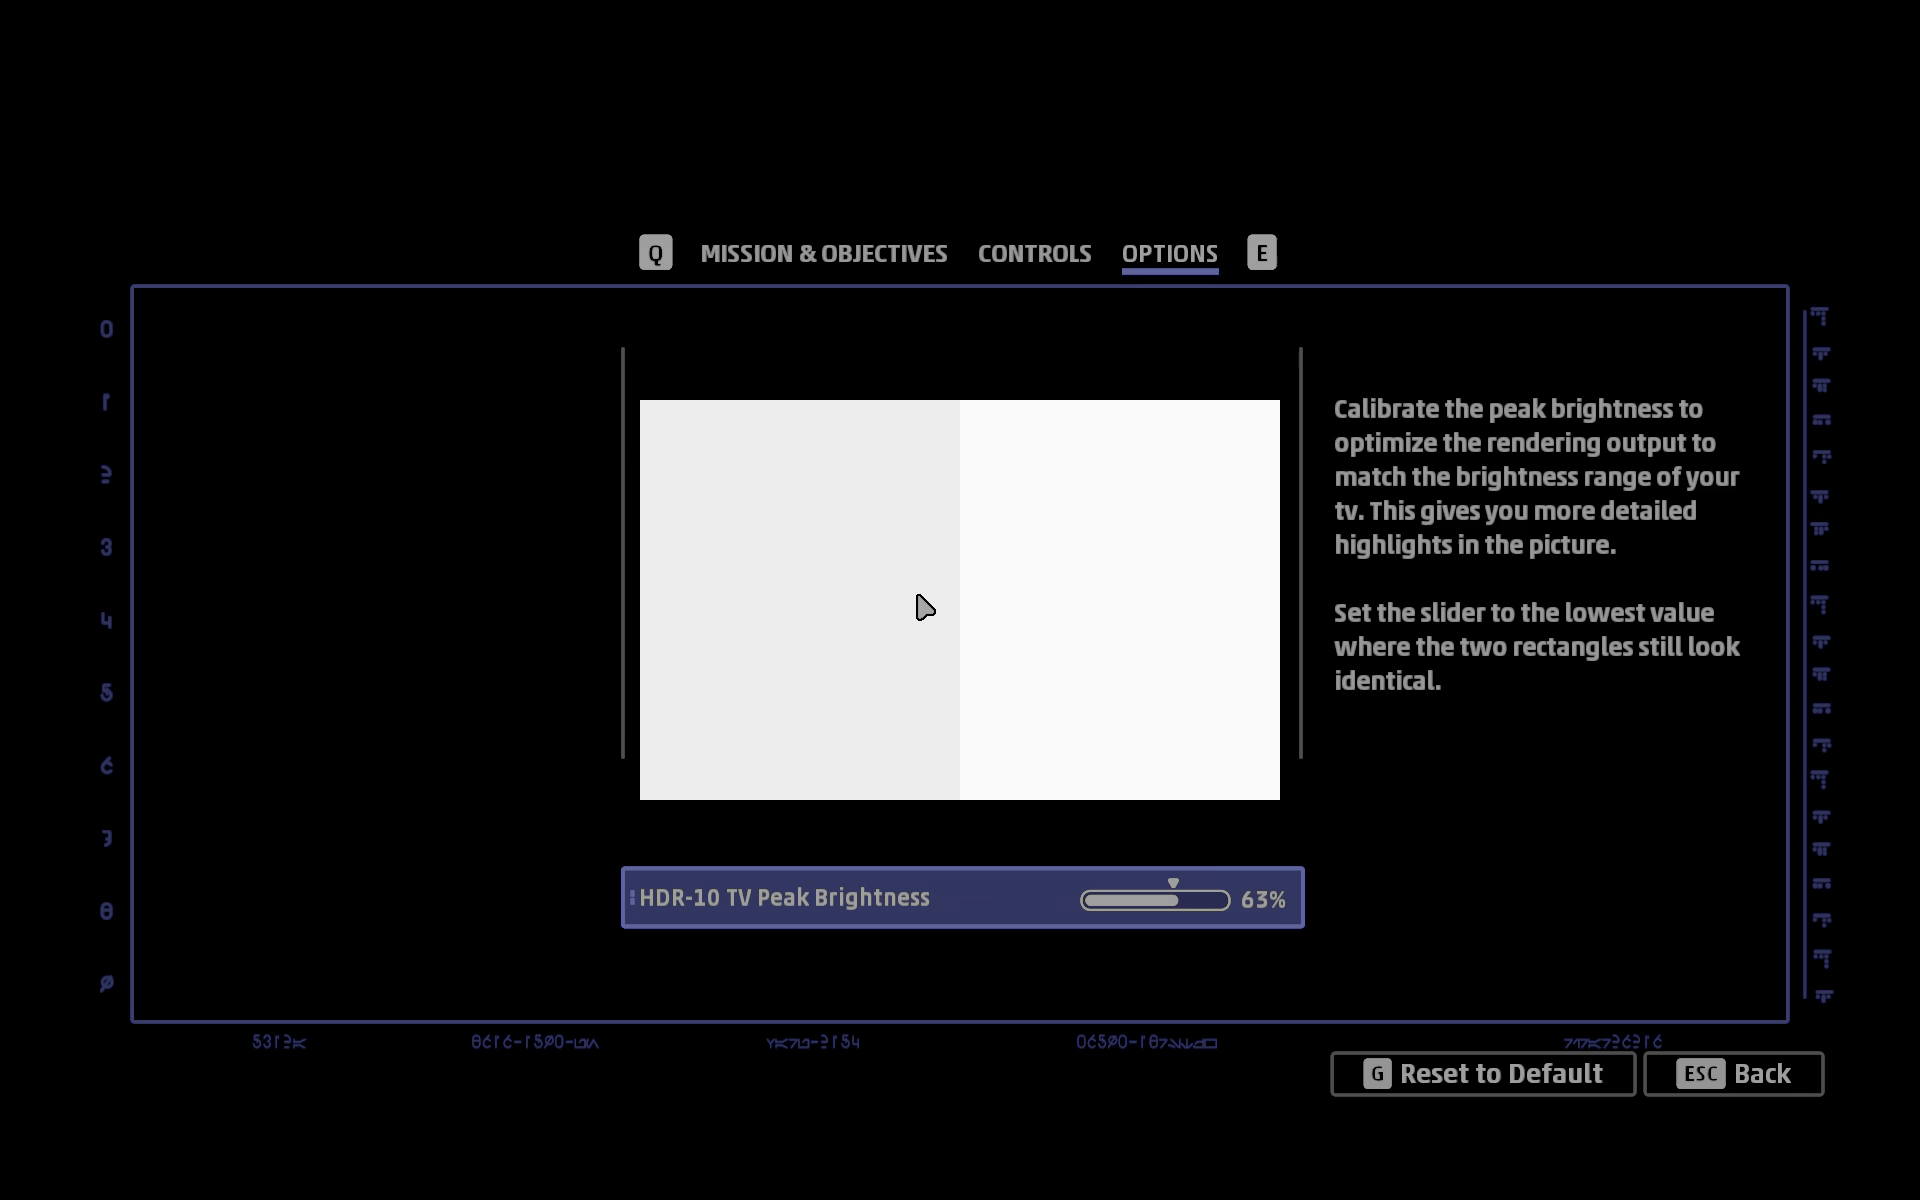 Q MISSION & OBJECTIVES CONTROLS OPTIONS E
Calibrate the peak brightness to
optimize the rendering output to
match the brightness range of your
tv. This gives you more detailed
highlights in the picture.
Set the slider to the lowest value
where the two rectangles still look
identical.
HDR-10 TV Peak Brightness 63%
G Reset to Default ESC Back